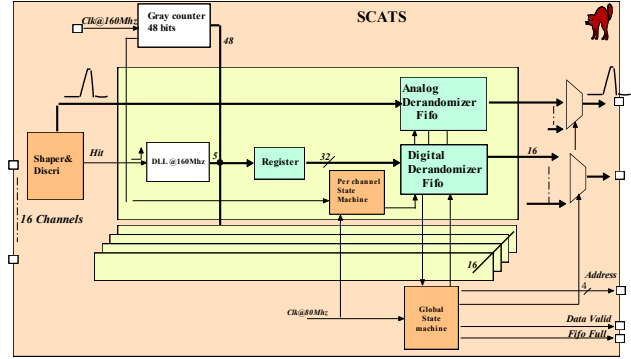 SCATS
Clk@160Mhz
Gray counter
48 bits
48
Analog
Derandomizer
Fifo
Shaper&
Discri
Hit
DLL @160Mhz
5
Register
32
Digital
Derandomizer
Fifo
16
Per channel
State
Machine
16 Channels
16
Address
4
Clk@80Mhz
Global
State
machine
Data Valid
Fifo Full